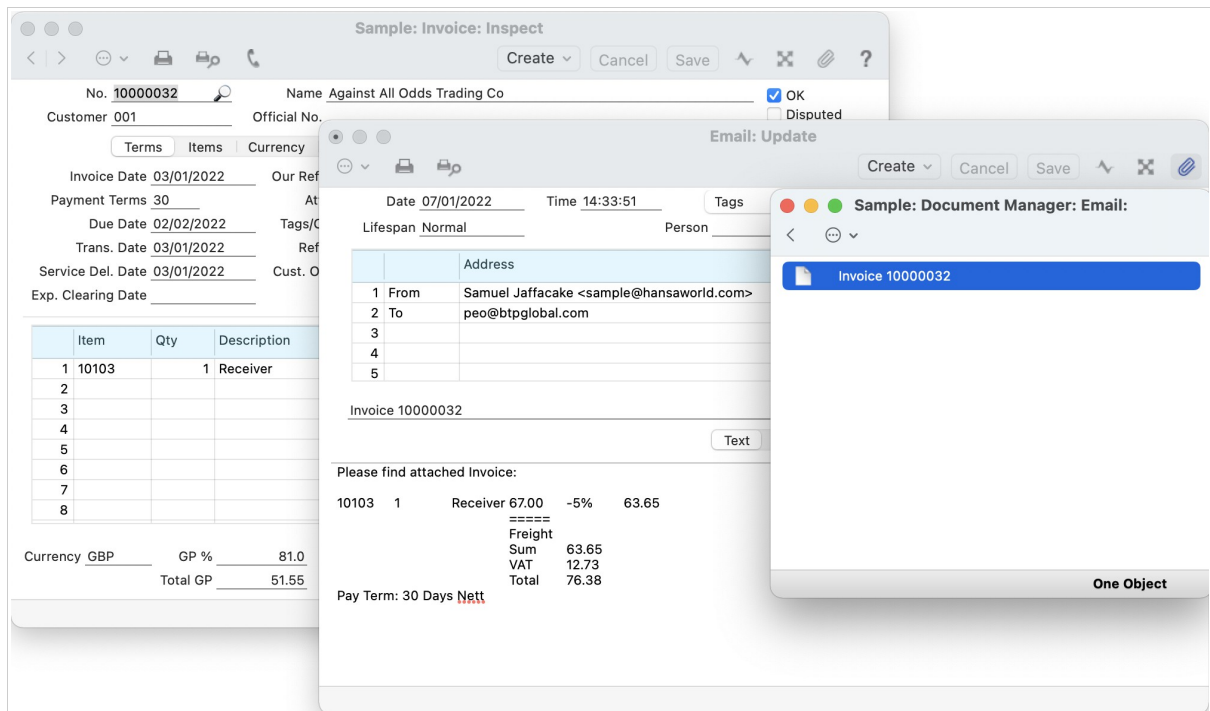 Sample: Invoice: Inspect
Create Cancel Save ?
No. 10000032 Name Against All Odds Trading Co OK
Customer 001 Official No. Disputed
Terms Items Currency
Invoice Date 03/01/2022 Our Ref
Payment Terms 30 At
Due Date 02/02/2022 Tags/
Trans. Date 03/01/2022 Ref
Service Del. Date 03/01/2022 Cust. O
Exp. Clearing Date
Item Qty Description
1 10103 1 Receiver
2
3
4
5
6
7
8
Currency GBP GP % 81.0
Total GP 51.55
Email: Update
Create Cancel Save
Date 07/01/2022 Time 14:33:51 Tags
Lifespan Normal Person
Address
1 From Samuel Jaffacake <sample@hansaworld.com>
2 To peo@btpglobal.com
3
4
5
Invoice 10000032
Text
Please find attached Invoice:
10103 1 Receiver 67.00 -5% 63.65
=====
Freight
Sum 63.65
VAT 12.73
Total 76.38
Pay Term: 30 Days Nett
Sample: Document Manager: Email:
Invoice 10000032
One Object